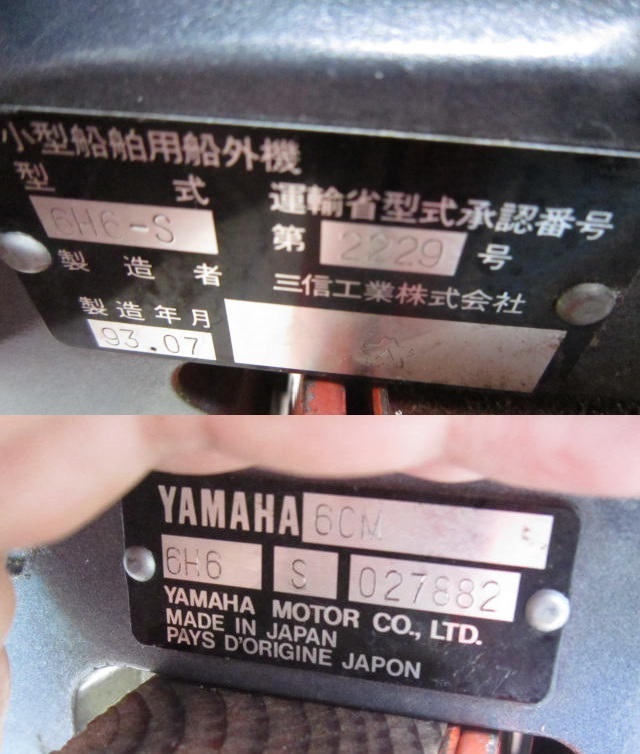 小型船舶用船外機
型 式
6H6-S
運輸省型式承認番号
第 2229 号
製 造 者
三信工業株式会社
製造年月
93.07
YAMAHA 6CM
6H6 S 027882
YAMAHA MOTOR CO., LTD.
MADE IN JAPAN
PAYS D'ORIGINE JAPON